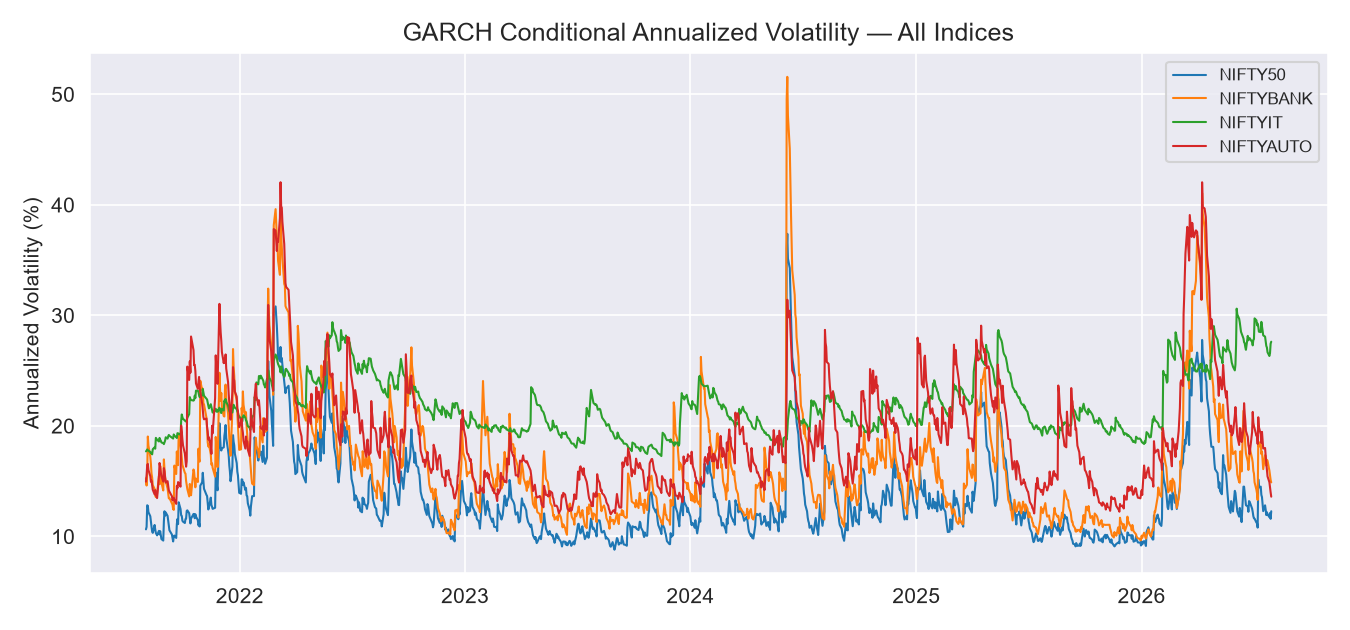 GARCH Conditional Annualized Volatility — All Indices
NIFTY50
NIFTYBANK
NIFTYIT
NIFTYAUTO
Annualized Volatility (%)
50
40
30
20
10
2022 2023 2024 2025 2026